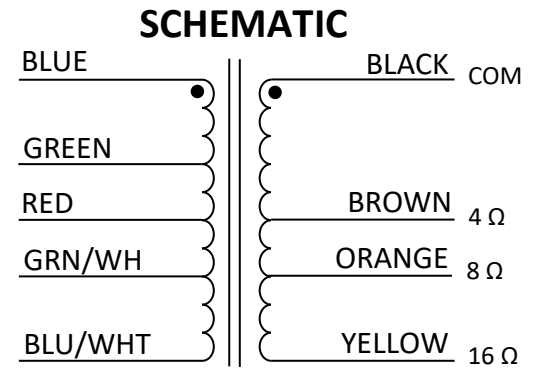 SCHEMATIC
BLUE
BLACK COM
GREEN
RED
BROWN 4 Ω
GRN/WH
ORANGE 8 Ω
BLU/WHT
YELLOW 16 Ω